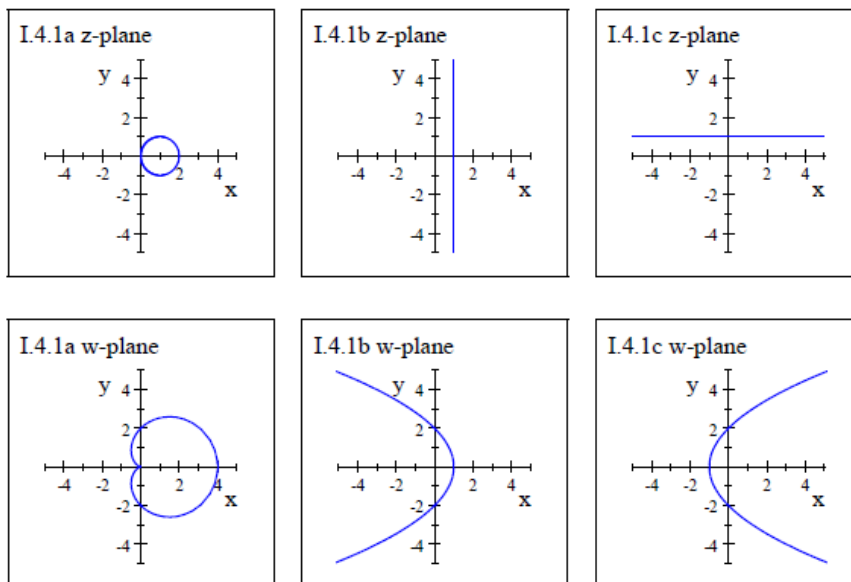 I.4.1a z-plane
y 4
2
-4 -2 2 4
x
-2
-4
I.4.1b z-plane
y 4
2
-4 -2 2 4
x
-2
-4
I.4.1c z-plane
y 4
2
-4 -2 2 4
x
-2
-4
I.4.1a w-plane
y 4
2
-4 -2 2 4
x
-2
-4
I.4.1b w-plane
y 4
2
-4 -2 2 4
x
-2
-4
I.4.1c w-plane
y 4
2
-4 -2 2 4
x
-2
-4